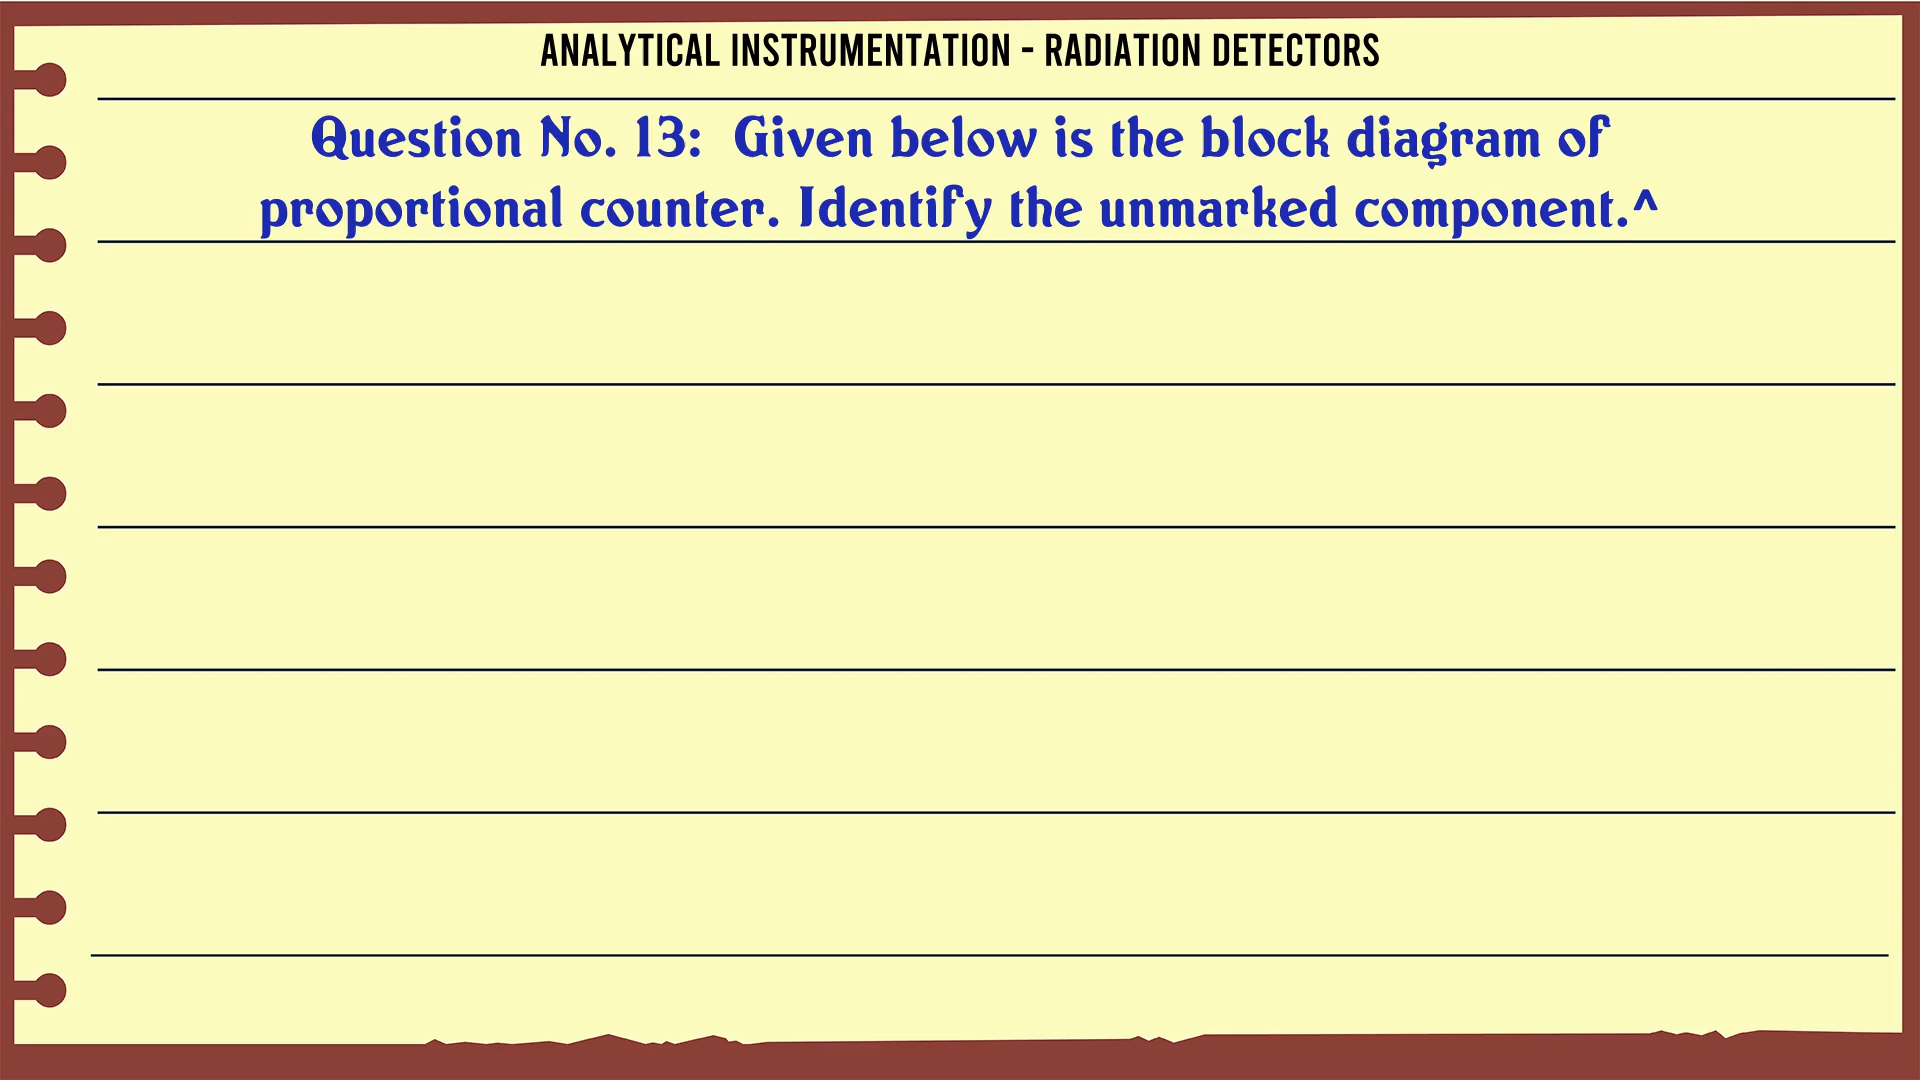 ANALYTICAL INSTRUMENTATION - RADIATION DETECTORS
Question No. 13: Given below is the block diagram of
proportional counter. Identify the unmarked component.^